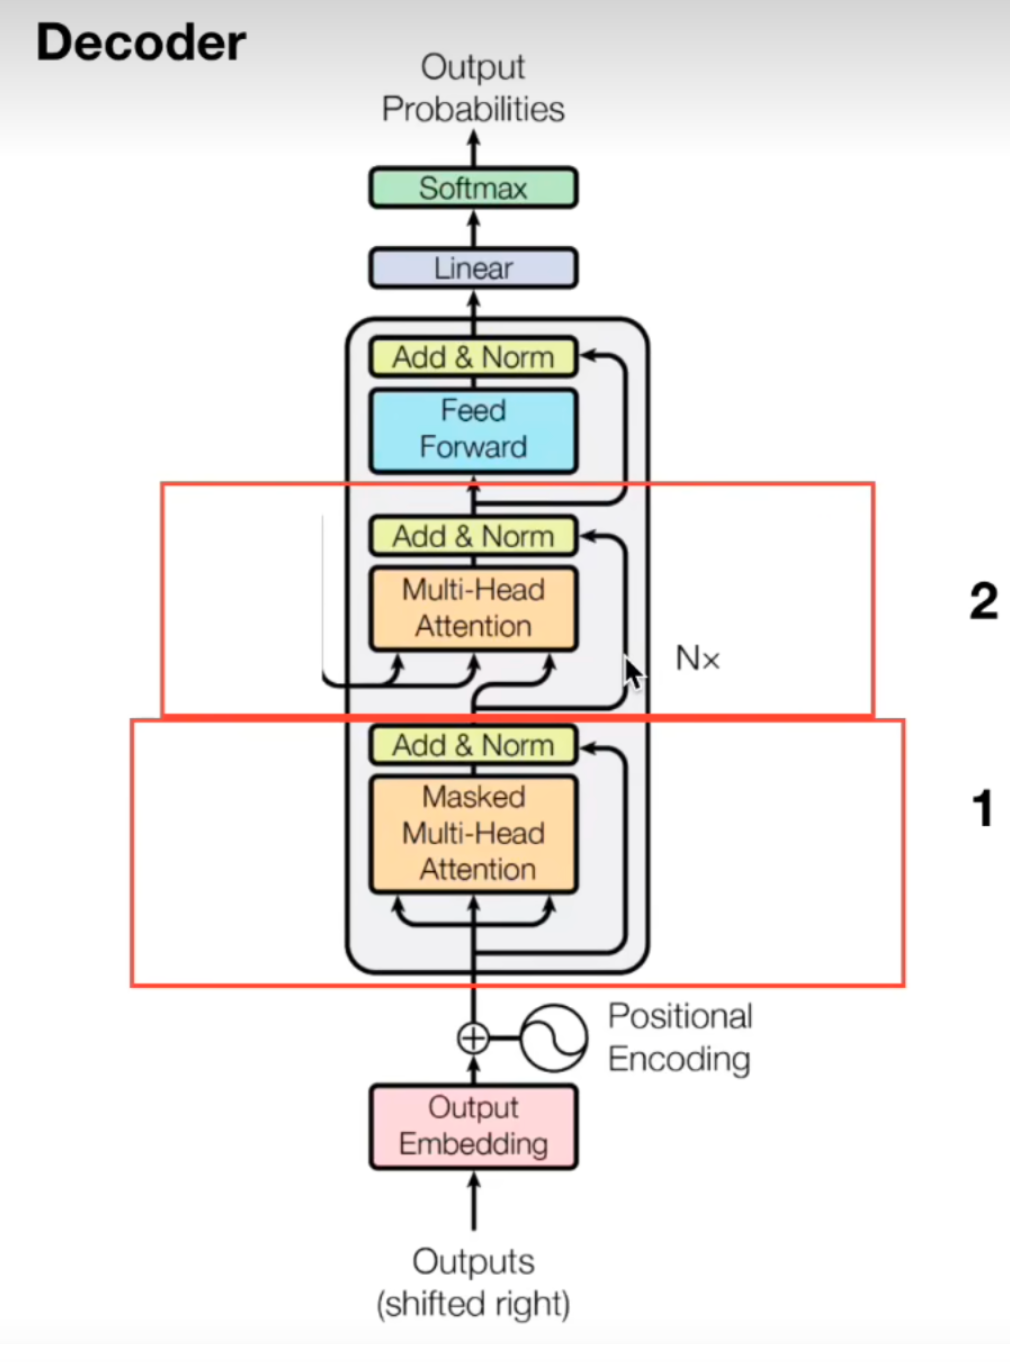 Decoder
Output
Probabilities
Softmax
Linear
Add & Norm
Feed
Forward
Add & Norm
Multi-Head
Attention
2
N×
Add & Norm
Masked
Multi-Head
Attention
1
Positional
Encoding
Output
Embedding
Outputs
(shifted right)